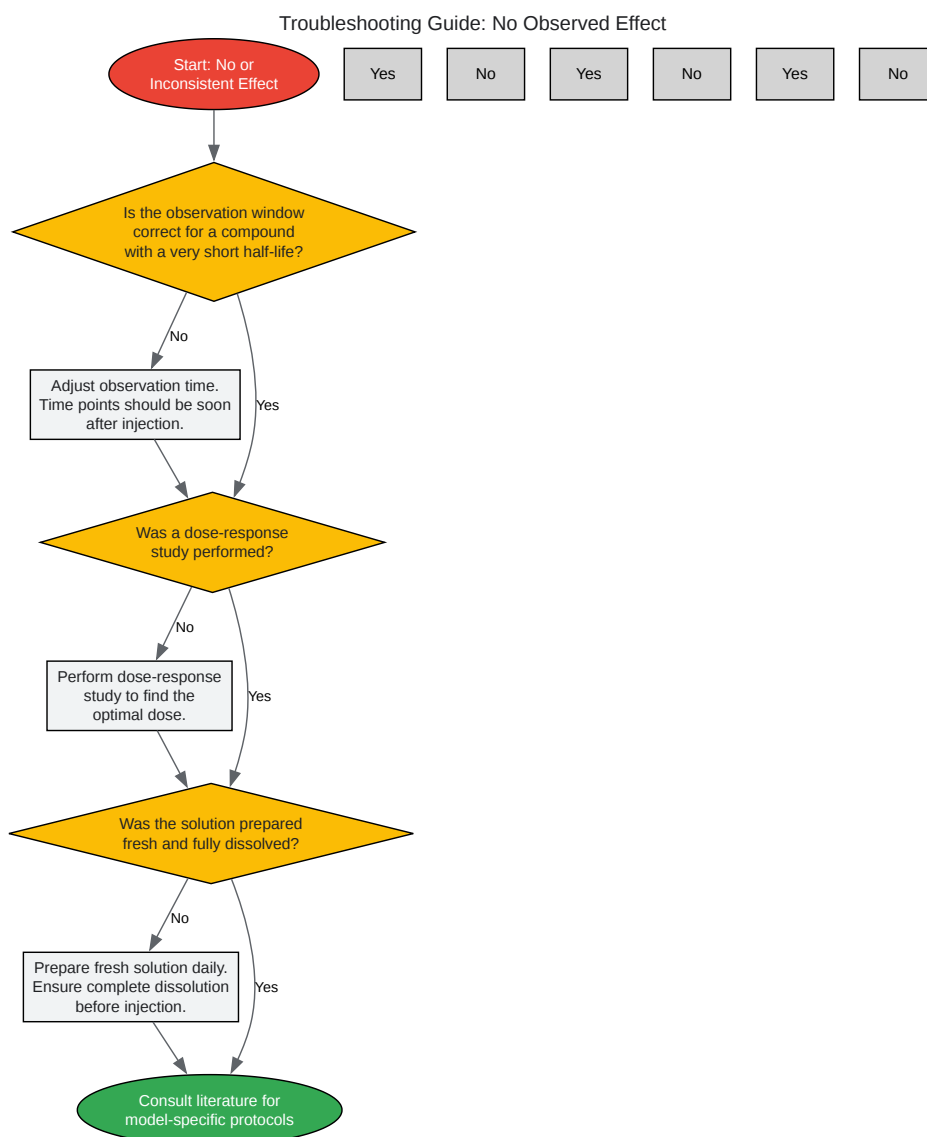 Troubleshooting Guide: No Observed Effect
Start: No or
Inconsistent Effect
Yes
No
Yes
No
Yes
No
Is the observation window
correct for a compound
with a very short half-life?
No
Yes
Adjust observation time.
Time points should be soon
after injection.
Was a dose-response
study performed?
No
Yes
Perform dose-response
study to find the
optimal dose.
Was the solution prepared
fresh and fully dissolved?
No
Yes
Prepare fresh solution daily.
Ensure complete dissolution
before injection.
Consult literature for
model-specific protocols